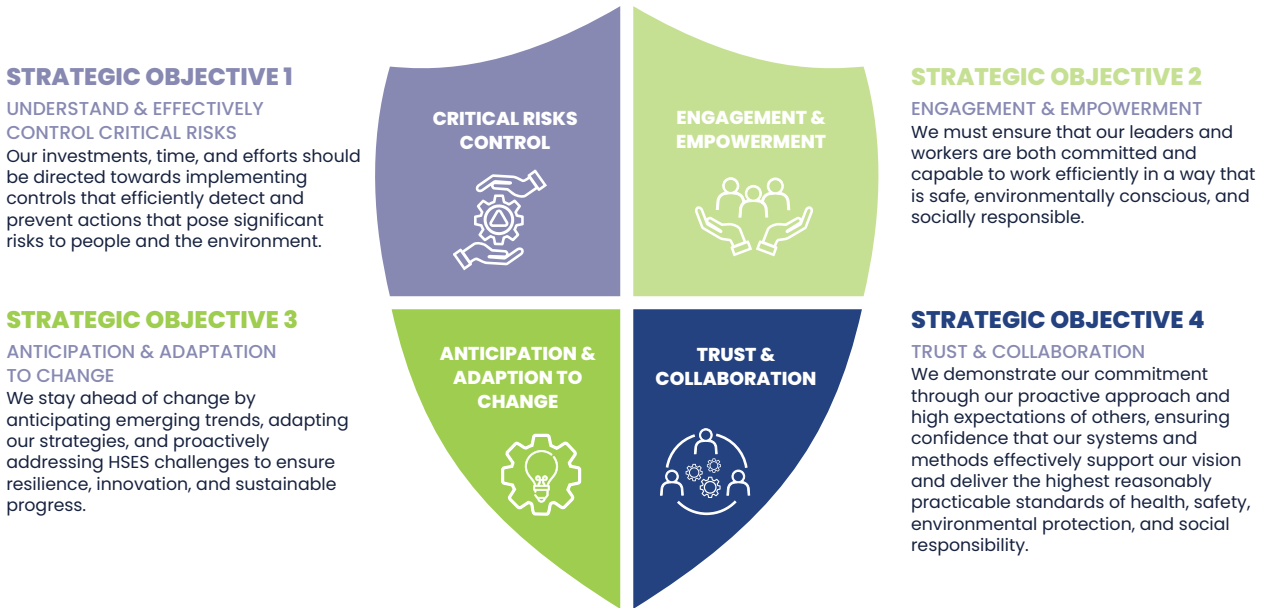 STRATEGIC OBJECTIVE 1
UNDERSTAND & EFFECTIVELY
CONTROL CRITICAL RISKS
Our investments, time, and efforts should
be directed towards implementing
controls that efficiently detect and
prevent actions that pose significant
risks to people and the environment.
CRITICAL RISKS
CONTROL
ENGAGEMENT &
EMPOWERMENT
STRATEGIC OBJECTIVE 2
ENGAGEMENT & EMPOWERMENT
We must ensure that our leaders and
workers are both committed and
capable to work efficiently in a way that
is safe, environmentally conscious, and
socially responsible.
STRATEGIC OBJECTIVE 3
ANTICIPATION & ADAPTATION
TO CHANGE
We stay ahead of change by
anticipating emerging trends, adapting
our strategies, and proactively
addressing HSES challenges to ensure
resilience, innovation, and sustainable
progress.
ANTICIPATION &
ADAPTION TO
CHANGE
TRUST &
COLLABORATION
STRATEGIC OBJECTIVE 4
TRUST & COLLABORATION
We demonstrate our commitment
through our proactive approach and
high expectations of others, ensuring
confidence that our systems and
methods effectively support our vision
and deliver the highest reasonably
practicable standards of health, safety,
environmental protection, and social
responsibility.